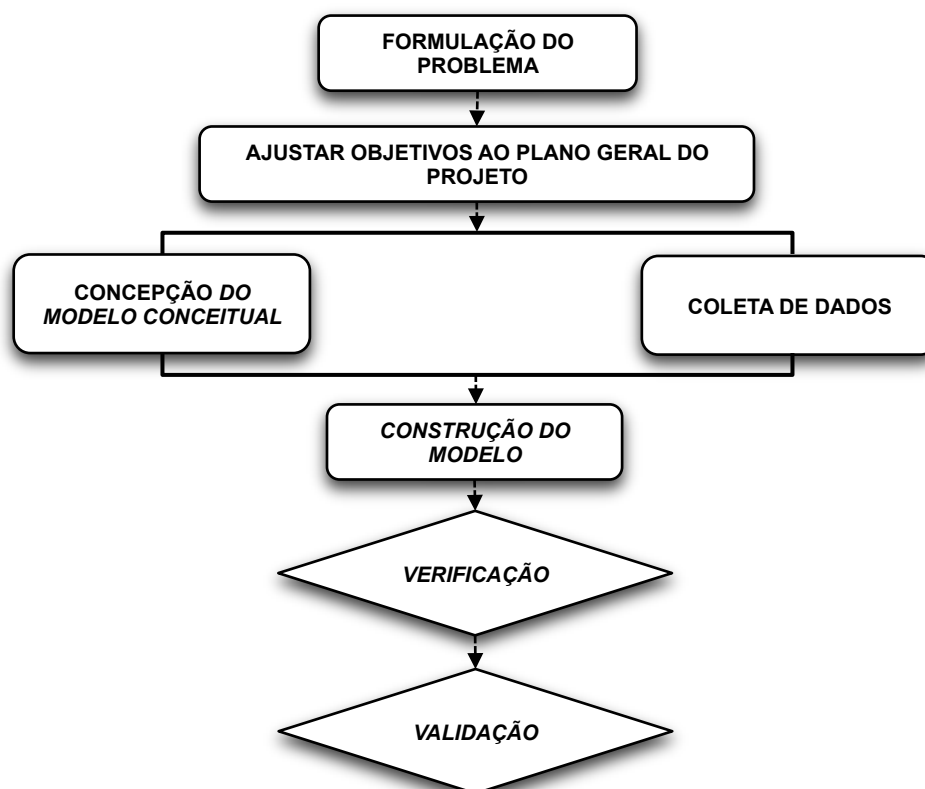 FORMULAÇÃO DO
PROBLEMA
AJUSTAR OBJETIVOS AO PLANO GERAL DO
PROJETO
CONCEPÇÃO DO
MODELO CONCEITUAL
COLETA DE DADOS
CONSTRUÇÃO DO
MODELO
VERIFICAÇÃO
VALIDAÇÃO